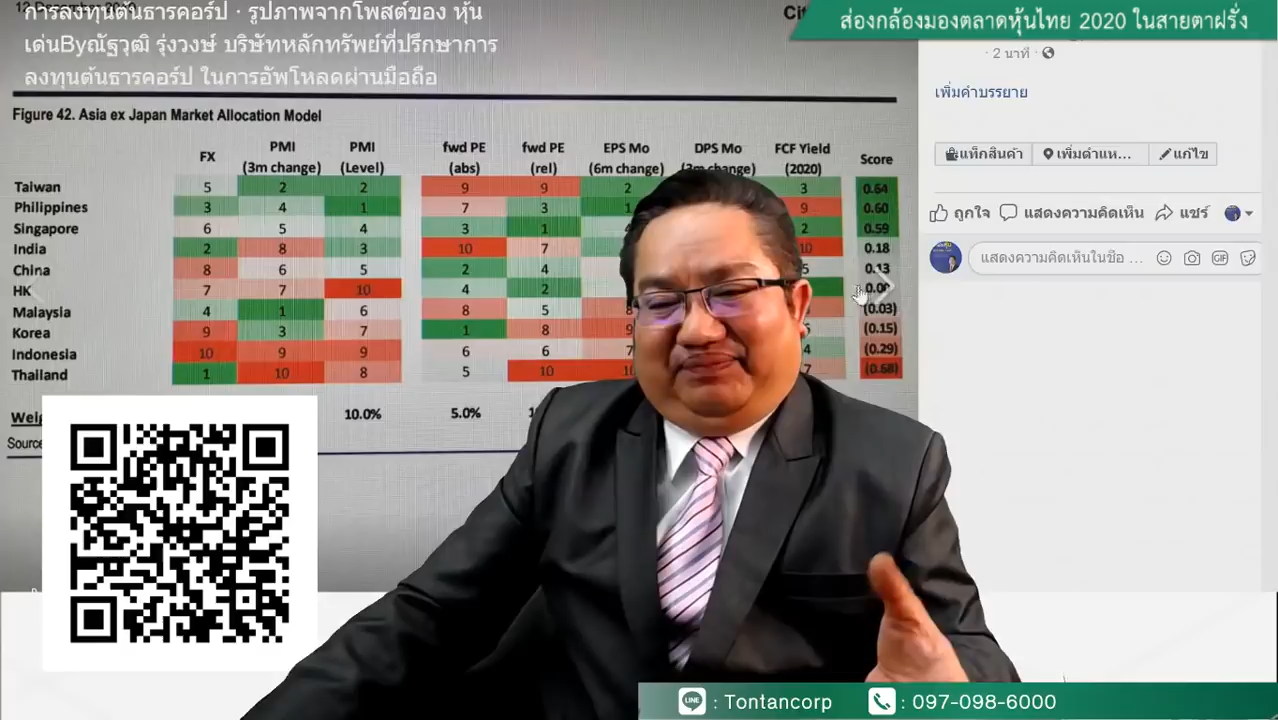 การลงทุนต้นธารคอร์ป · รูปภาพจากโพสต์ของ หุ้น
เด่นByณัฐวุฒิ รุ่งวงษ์ บริษัทหลักทรัพย์ที่ปรึกษาการ
ลงทุนต้นธารคอร์ป ในการอัพโหลดผ่านมือถือ
ส่องกล้องมองตลาดหุ้นไทย 2020 ในสายตาฝรั่ง
2 นาที ·
เพิ่มคำบรรยาย
แท็กสินค้า เพิ่มตำแห... แก้ไข
ถูกใจ แสดงความคิดเห็น แชร์
แสดงความคิดเห็นในชื่อ ...
GIF
Figure 42. Asia ex Japan Market Allocation Model
FX PMI (3m change) PMI (Level) fwd PE (abs) fwd PE (rel) EPS Mo (6m change) DPS Mo (3m change) FCF Yield (2020) Score
Taiwan 5 2 2 9 9 2 3 0.64
Philippines 3 4 1 7 3 1 9 0.60
Singapore 6 5 4 3 1 4 2 0.59
India 2 8 3 10 7 10 0.18
China 8 6 5 2 4 5 0.13
HK 7 7 10 4 2
Malaysia 4 1 6 8 5 8 (0.03)
Korea 9 3 7 1 8 9 (0.15)
Indonesia 10 9 9 6 6 7 4 (0.29)
Thailand 1 10 8 5 10 10 7 (0.68)
10.0% 5.0%
: Tontancorp : 097-098-6000
LINE